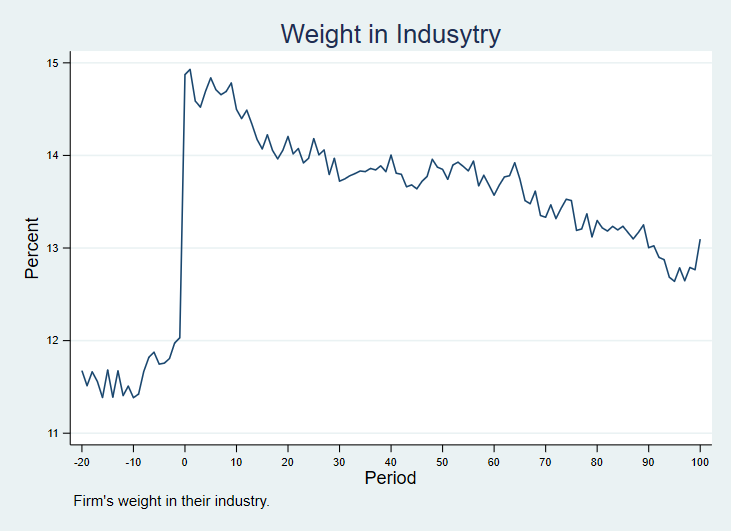 Weight in Indusytry
Percent
15
14
13
12
11
-20 -10 0 10 20 30 40 50 60 70 80 90 100
Period
Firm's weight in their industry.